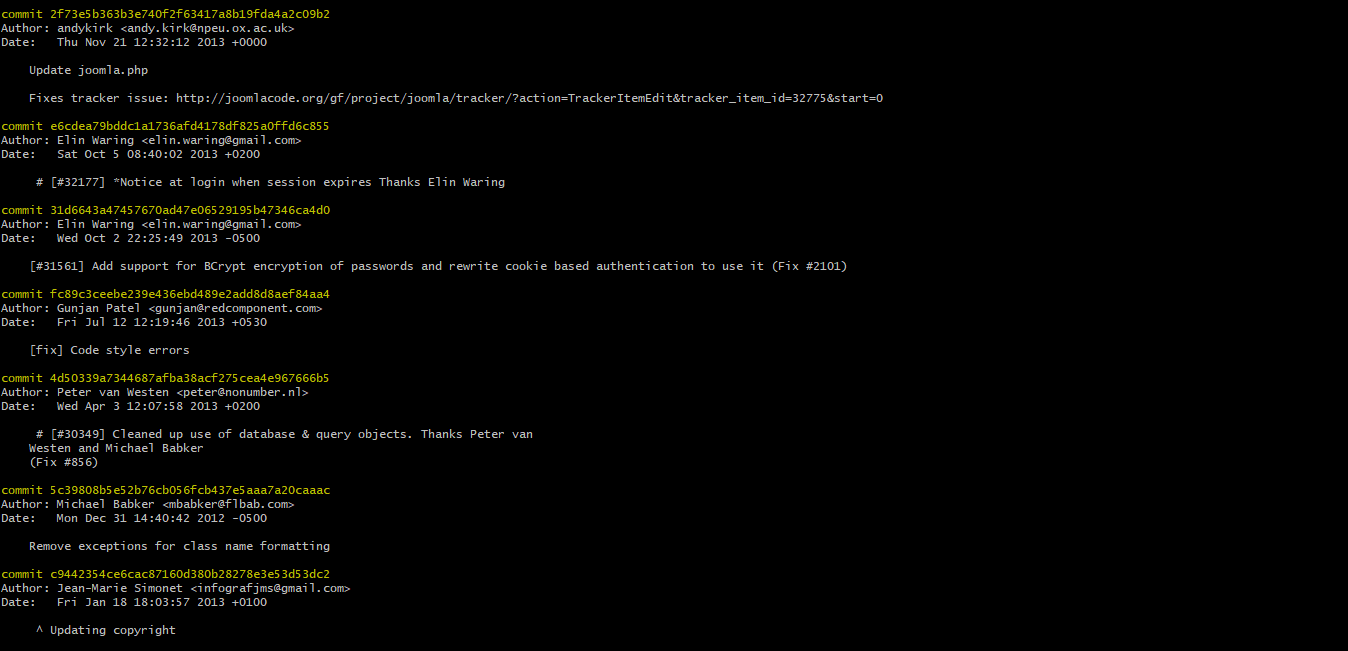 commit 2f73e5b363b3e740f2f63417a8b19fda4a2c09b2
Author: andykirk <andy.kirk@npeu.ox.ac.uk>
Date:   Thu Nov 21 12:32:12 2013 +0000
Update joomla.php
Fixes tracker issue: http://joomlacode.org/gf/project/joomla/tracker/?action=TrackerItemEdit&tracker_item_id=32775&start=0
commit e6cdea79bddc1a1736afd4178df825a0ffd6c855
Author: Elin Waring <elin.waring@gmail.com>
Date:   Sat Oct 5 08:40:02 2013 +0200
# [#32177] *Notice at login when session expires Thanks Elin Waring
commit 31d6643a47457670ad47e06529195b47346ca4d0
Author: Elin Waring <elin.waring@gmail.com>
Date:   Wed Oct 2 22:25:49 2013 -0500
[#31561] Add support for BCrypt encryption of passwords and rewrite cookie based authentication to use it (Fix #2101)
commit fc89c3ceebe239e436ebd489e2add8d8aef84aa4
Author: Gunjan Patel <gunjan@redcomponent.com>
Date:   Fri Jul 12 12:19:46 2013 +0530
[fix] Code style errors
commit 4d50339a7344687afba38acf275cea4e967666b5
Author: Peter van Westen <peter@nonumber.nl>
Date:   Wed Apr 3 12:07:58 2013 +0200
# [#30349] Cleaned up use of database & query objects. Thanks Peter van
Westen and Michael Babker
(Fix #856)
commit 5c39808b5e52b76cb056fcb437e5aaa7a20caaac
Author: Michael Babker <mbabker@flbab.com>
Date:   Mon Dec 31 14:40:42 2012 -0500
Remove exceptions for class name formatting
commit c9442354ce6cac87160d380b28278e3e53d53dc2
Author: Jean-Marie Simonet <infografjms@gmail.com>
Date:   Fri Jan 18 18:03:57 2013 +0100
^ Updating copyright